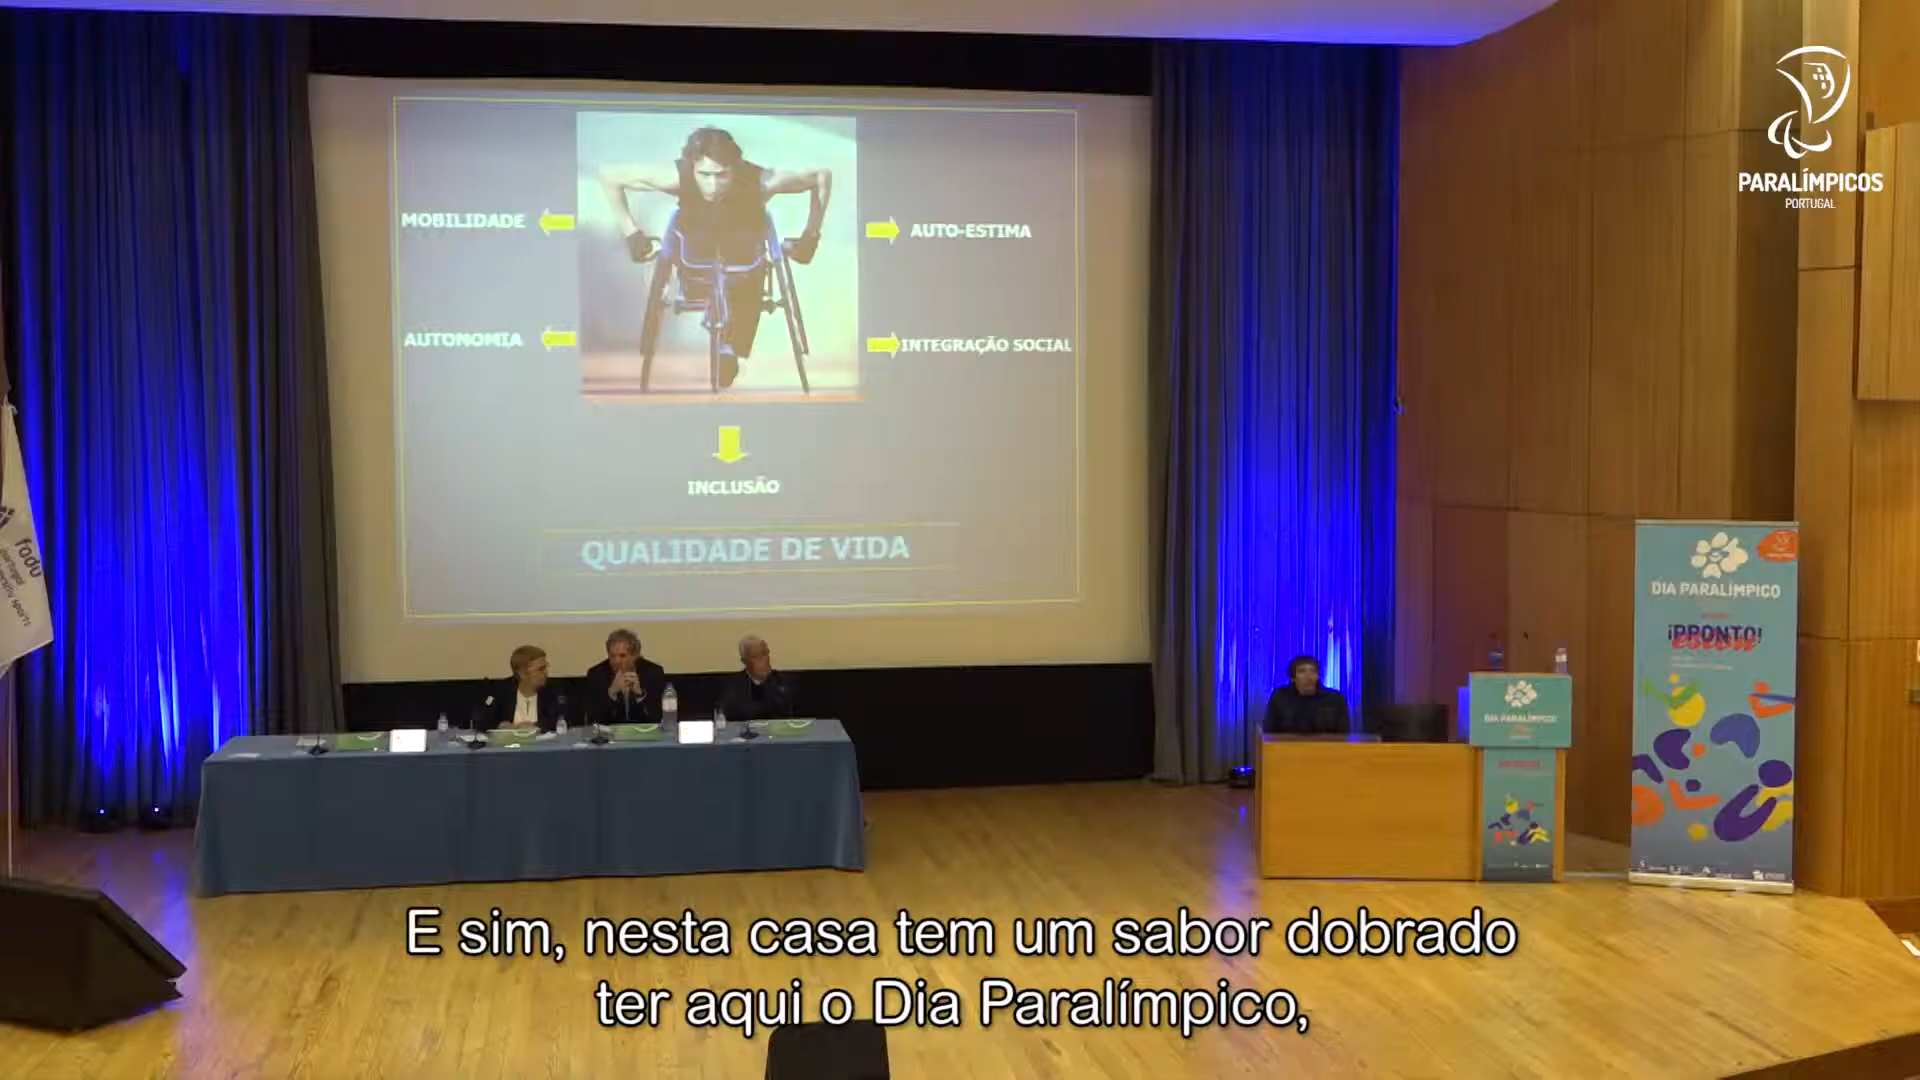 PARALÍMPICOS
PORTUGAL
MOBILIDADE
AUTO-ESTIMA
AUTONOMIA
INTEGRAÇÃO SOCIAL
INCLUSÃO
QUALIDADE DE VIDA
fadu
portugal
DIA PARALÍMPICO
¡PRONTO!
DIA PARALÍMPICO
E sim, nesta casa tem um sabor dobrado
ter aqui o Dia Paralímpico,